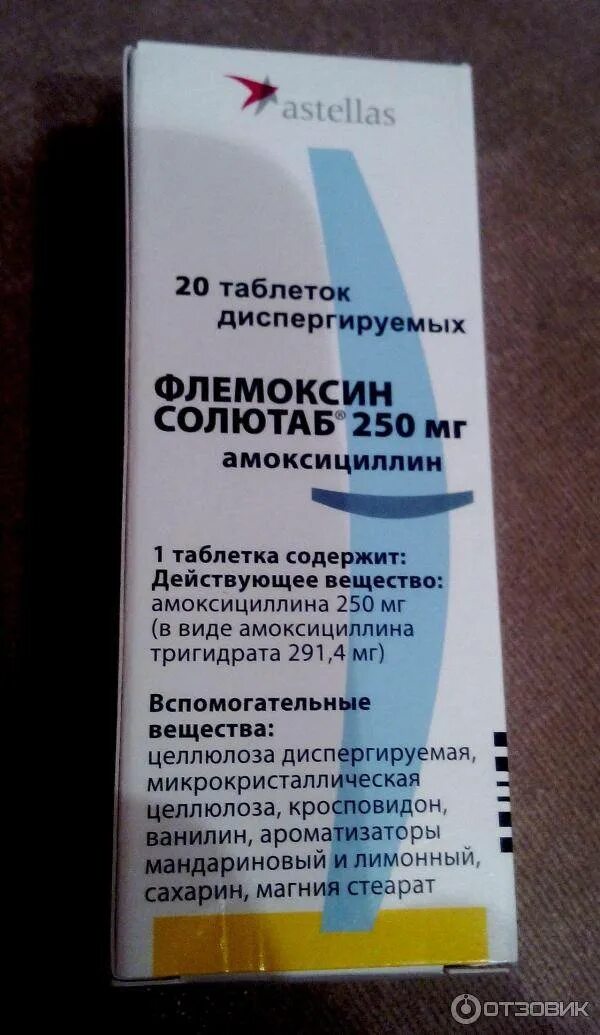 astellas
20 таблеток
диспергируемых
ФЛЕМОКСИН
СОЛЮТАБ® 250 мг
амоксициллин
1 таблетка содержит:
Действующее вещество:
амоксициллина 250 мг
(в виде амоксициллина
тригидрата 291,4 мг)
Вспомогательные
вещества:
целлюлоза диспергируемая,
микрокристаллическая
целлюлоза, кросповидон,
ванилин, ароматизаторы
мандариновый и лимонный,
сахарин, магния стеарат
ОТЗОВИК